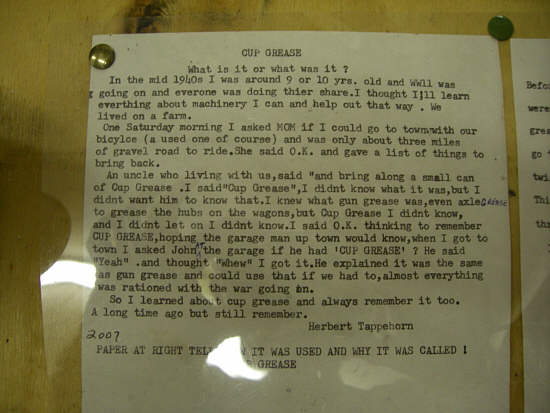 CUP GREASE
What is it or what was it ?
In the mid 1940s I was around 9 or 10 yrs. old and WWll was
going on and everone was doing thier share.I thought I'll learn
everthing about machinery I can and help out that way . We
lived on a farm.
One Saturday morning I asked MOM if I could go to town with our
bicylce (a used one of course) and was only about three miles
of gravel road to ride.She said O.K. and gave a list of things to
bring back.
An uncle who living with us,said "and bring along a small can
of Cup Grease .I said"Cup Grease",I didnt know what it was,but I
didnt want him to know that.I knew what gun grease was,even axle GREASE
to grease the hubs on the wagons,but Cup Grease I didnt know,
and I didnt let on I didnt know.I said O.K. thinking to remember
CUP GREASE,hoping the garage man up town would know,when I got to
town I asked John AT the garage if he had 'CUP GREASE' ? He said
"Yeah" .and thought "Whew" I got it.He explained it was the same
as gun grease and could use that if we had to,almost everything
was rationed with the war going on.
So I learned about cup grease and always remember it too.
A long time ago but still remember.
Herbert Tappehorn
2007
PAPER AT RIGHT IT WAS USED AND WHY IT WAS CALLED !
GREASE
Befor
were
grea
go t
twi
Thi
thr